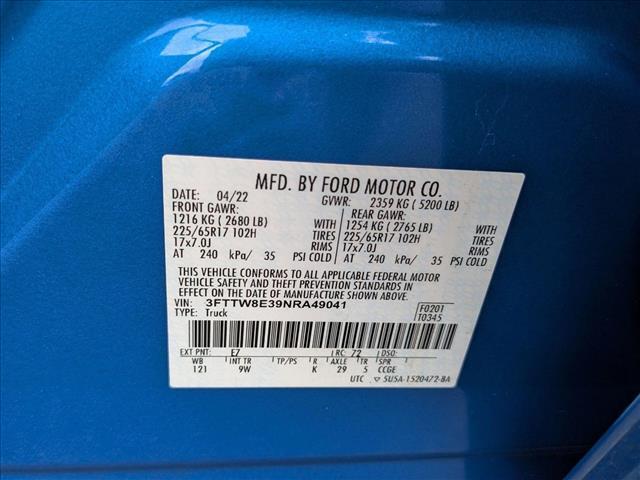 MFD. BY FORD MOTOR CO.
DATE: 04/22 GVWR: 2359 KG ( 5200 LB)
FRONT GAWR: REAR GAWR:
1216 KG ( 2680 LB) WITH 1254 KG ( 2765 LB) WITH
225/65R17 102H TIRES 225/65R17 102H TIRES
17x7.0J RIMS 17x7.0J RIMS
AT 240 kPa/ 35 PSI COLD AT 240 kPa/ 35 PSI COLD
THIS VEHICLE CONFORMS TO ALL APPLICABLE FEDERAL MOTOR
VEHICLE SAFETY AND THEFT PREVENTION STANDARDS IN
EFFECT ON THE DATE OF MANUFACTURE SHOWN ABOVE.
VIN: 3FTTW8E39NRA49041 F0201
TYPE: Truck T0345
EXT PNT: E7 RC: 72 DSO:
WB INT TR TP/PS R AXLE TR SPR
121 9W K 29 5 CCGE
UTC ▽ 5U5A-1520472-BA